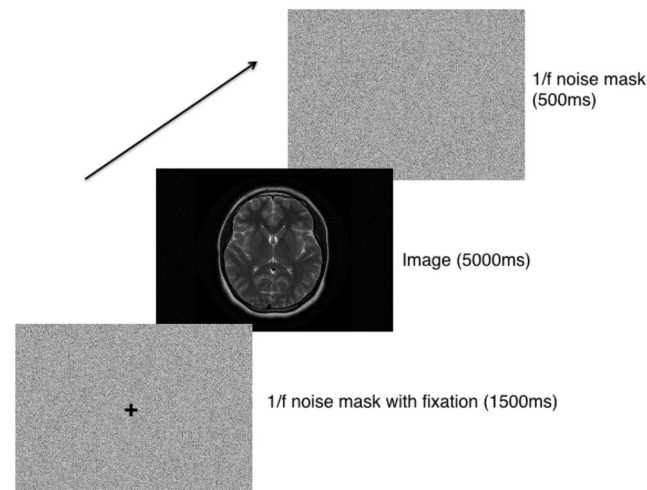 1/f noise mask
(500ms)
Image (5000ms)
1/f noise mask with fixation (1500ms)